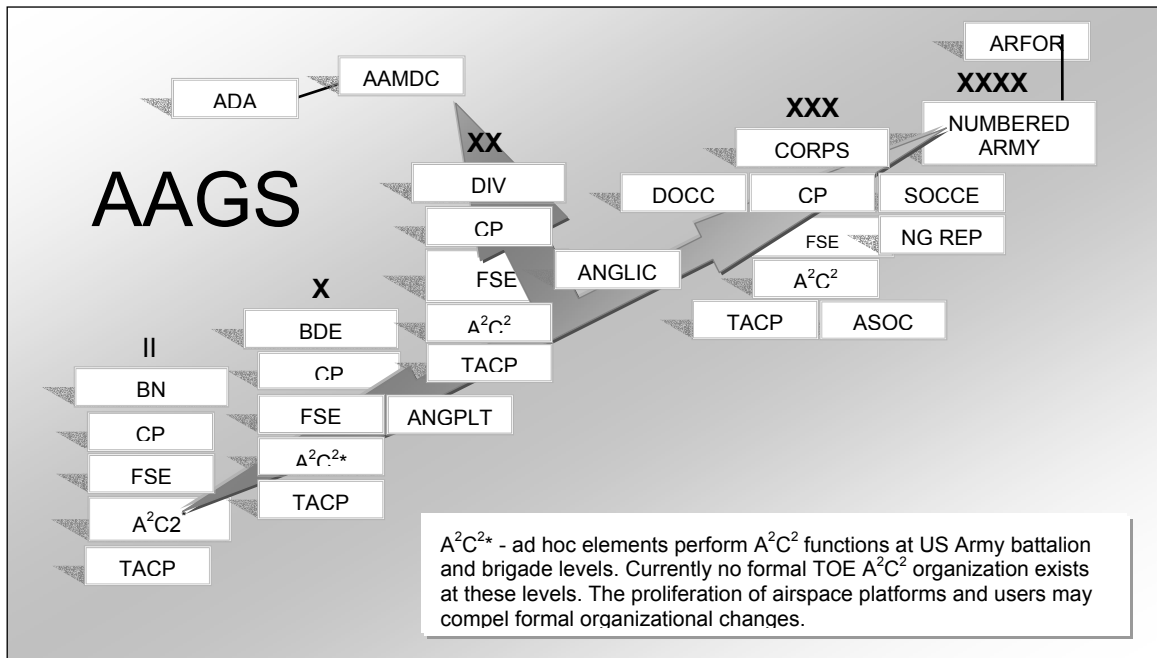 ARFOR
AAMDC
ADA
XXXX
XXX
NUMBERED
ARMY
XX
CORPS
AAGS
DIV
DOCC
CP
SOCCE
CP
FSE
NG REP
FSE
ANGLIC
A²C²
X
BDE
A²C²
TACP
ASOC
II
TACP
BN
CP
FSE
ANGPLT
CP
A²C²*
FSE
TACP
A²C2*
TACP
A²C²* - ad hoc elements perform A²C² functions at US Army battalion
and brigade levels. Currently no formal TOE A²C² organization exists
at these levels. The proliferation of airspace platforms and users may
compel formal organizational changes.